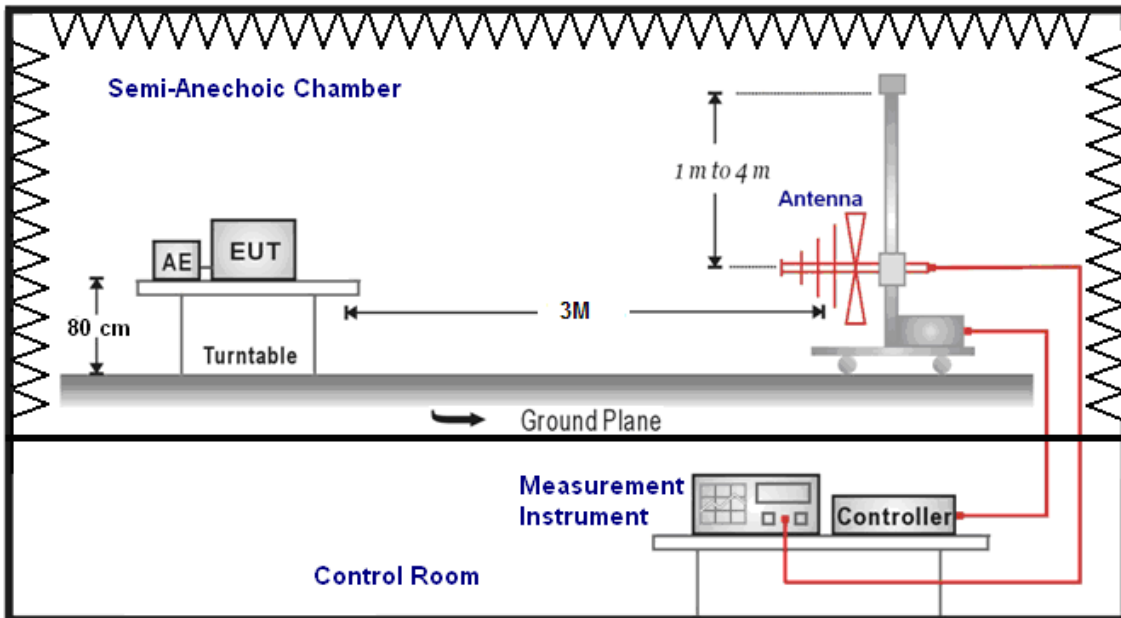 Semi-Anechoic Chamber
1 m to 4 m
Antenna
AE
EUT
80 cm
3M
Turntable
Ground Plane
Measurement
Instrument
Controller
Control Room